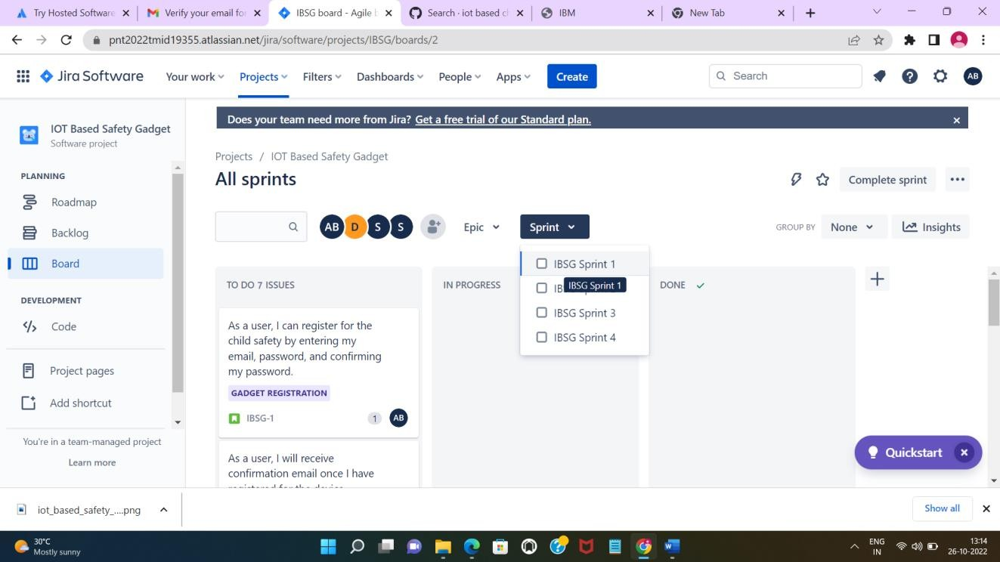 Try Hosted Software
Verify your email for
IBSG board - Agile b
Search · iot based c
IBM
New Tab
pnt2022tmid19355.atlassian.net/jira/software/projects/IBSG/boards/2
Jira Software
Your work
Projects
Filters
Dashboards
People
Apps
Create
Search
AB
IOT Based Safety Gadget
Software project
Does your team need more from Jira? Get a free trial of our Standard plan.
PLANNING
Roadmap
Backlog
Board
DEVELOPMENT
Code
Project pages
Add shortcut
You're in a team-managed project
Learn more
Projects / IOT Based Safety Gadget
All sprints
Complete sprint
AB D S S
Epic
Sprint
GROUP BY
None
Insights
IBSG Sprint 1
IBSG Sprint 1
IBSG Sprint 3
IBSG Sprint 4
TO DO 7 ISSUES
IN PROGRESS
DONE
As a user, I can register for the
child safety by entering my
email, password, and confirming
my password.
GADGET REGISTRATION
IBSG-1
1
AB
As a user, I will receive
confirmation email once I have
registered for the device
Quickstart
iot_based_safety_....png
Show all
30°C
Mostly sunny
ENG
IN
13:14
26-10-2022